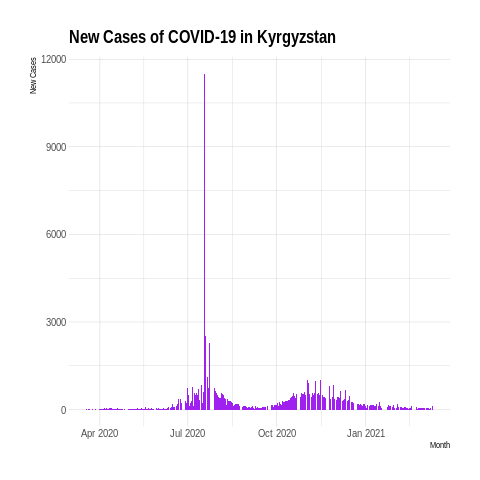 New Cases of COVID-19 in Kyrgyzstan
New Cases
12000
9000
6000
3000
0
Apr 2020
Jul 2020
Oct 2020
Jan 2021
Month